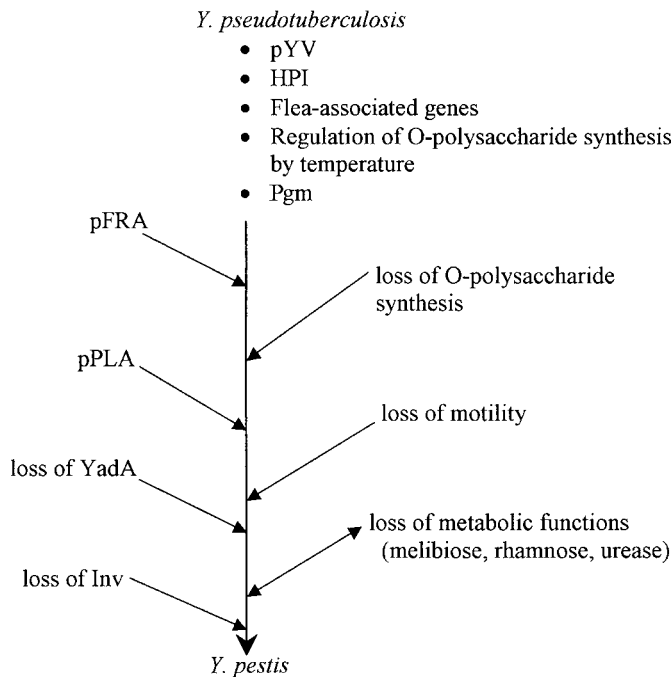 Y. pseudotuberculosis
• pYV
• HPI
• Flea-associated genes
• Regulation of O-polysaccharide synthesis
by temperature
• Pgm
pFRA
loss of O-polysaccharide
synthesis
pPLA
loss of motility
loss of YadA
loss of metabolic functions
(melibiose, rhamnose, urease)
loss of Inv
Y. pestis